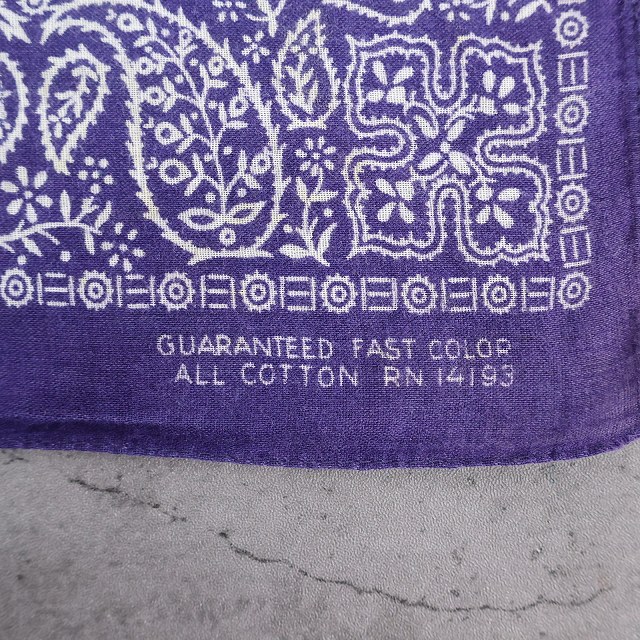 GUARANTEED FAST COLOR
ALL COTTON RN 14193